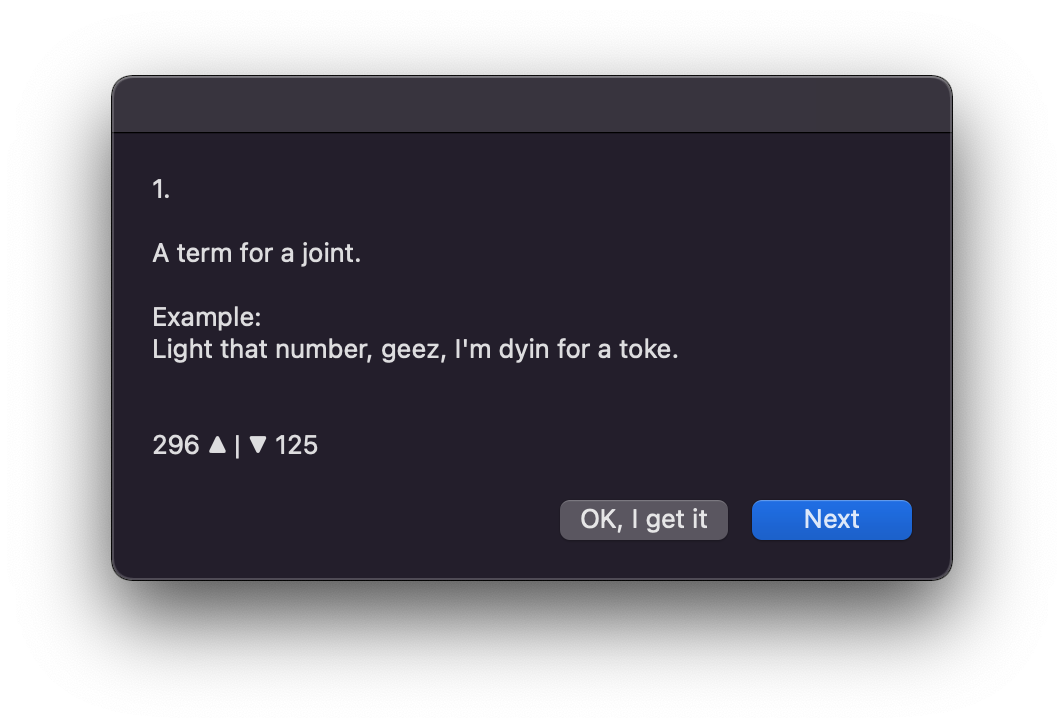 1.
A term for a joint.
Example:
Light that number, geez, I'm dyin for a toke.
296 ▲ | ▼ 125
OK, I get it
Next